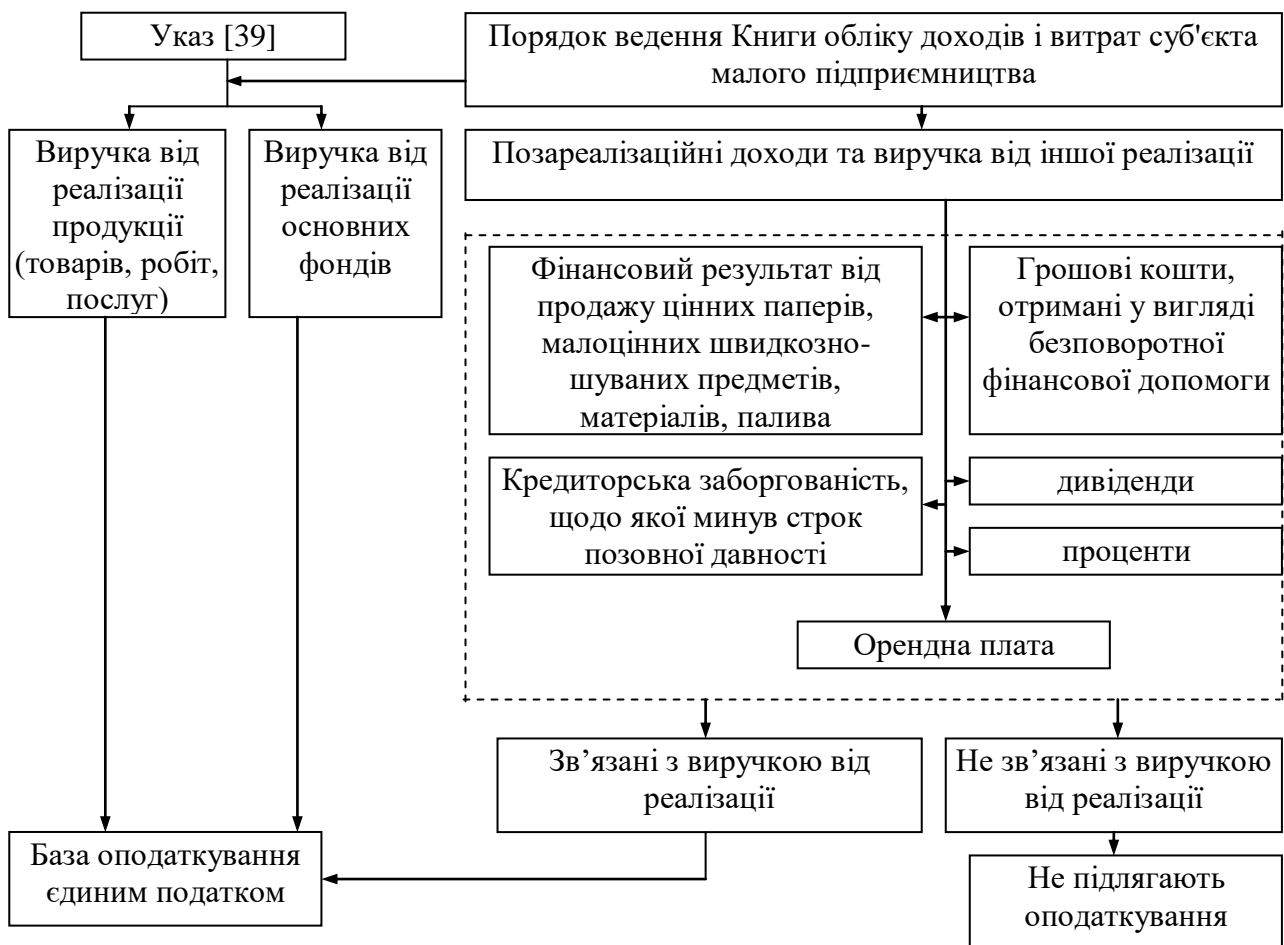 Указ [39]
Порядок ведення Книги обліку доходів і витрат суб'єкта
малого підприємництва
Виручка від
реалізації
продукції
(товарів, робіт,
послуг)
Виручка від
реалізації
основних
фондів
Позареалізаційні доходи та виручка від іншої реалізації
Фінансовий результат від
продажу цінних паперів,
малоцінних швидкозно-
шуваних предметів,
матеріалів, палива
Грошові кошти,
отримані у вигляді
безповоротної
фінансової допомоги
Кредиторська заборгованість,
щодо якої минув строк
позовної давності
дивіденди
проценти
Орендна плата
Зв’язані з виручкою від
реалізації
Не зв’язані з виручкою
від реалізації
База оподаткування
єдиним податком
Не підлягають
оподаткування